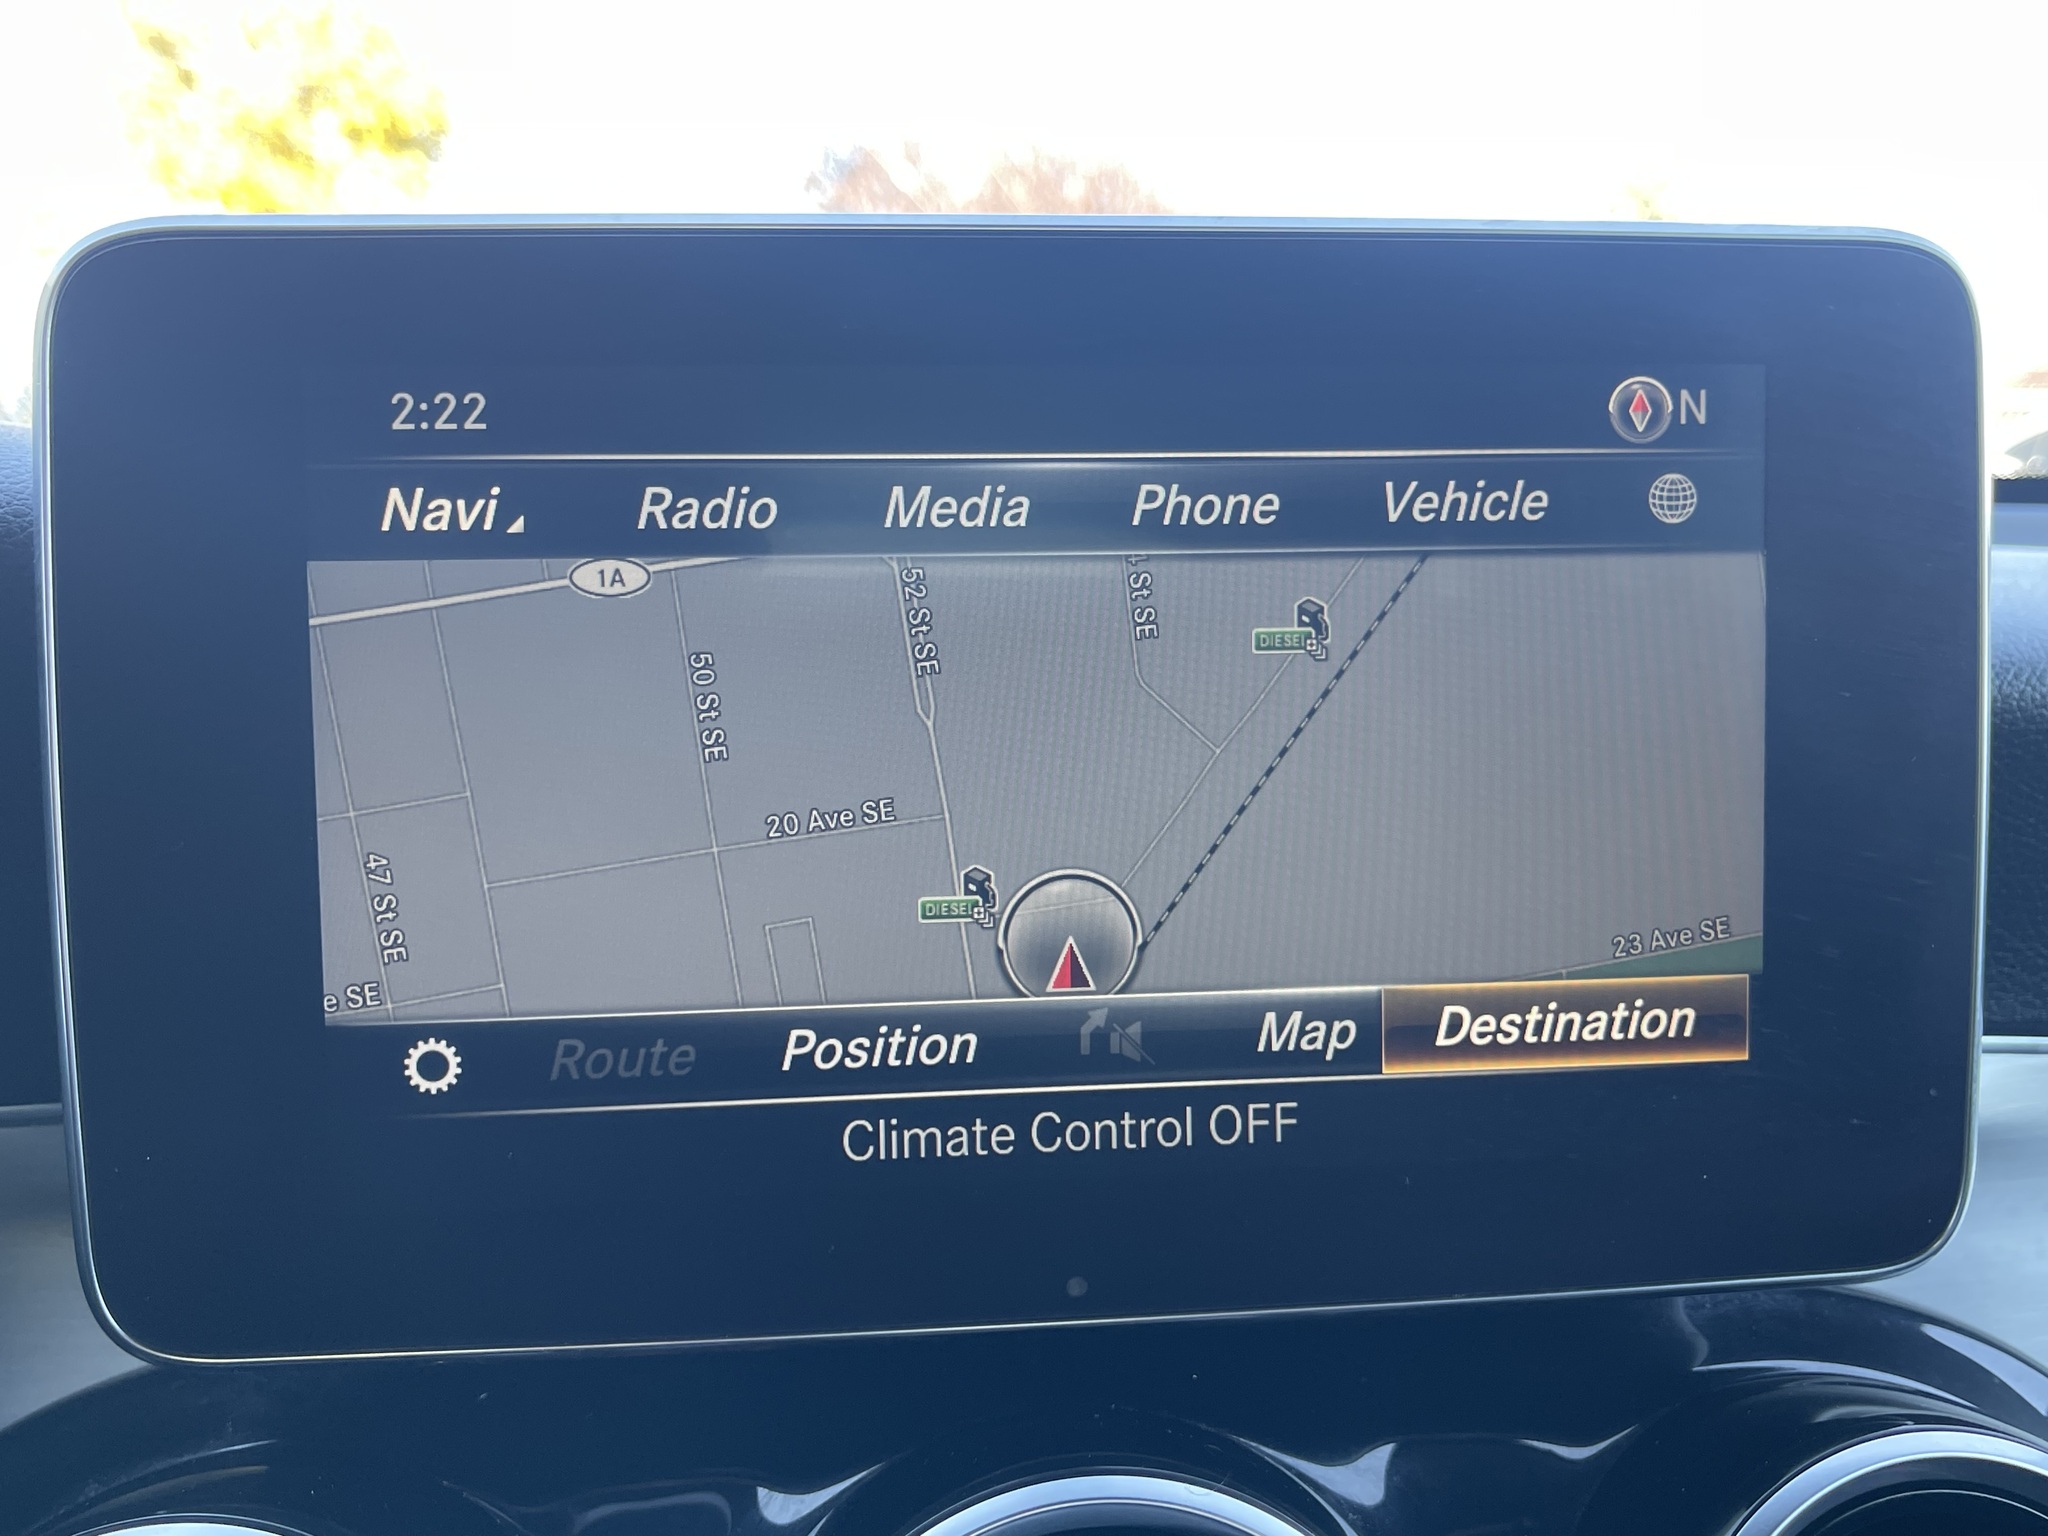 2:22
N
Navi
Radio
Media
Phone
Vehicle
1A
52 St SE
4 St SE
DIESEL
50 St SE
20 Ave SE
47 St SE
DIESEL
23 Ave SE
e SE
Route
Position
Map
Destination
Climate Control OFF